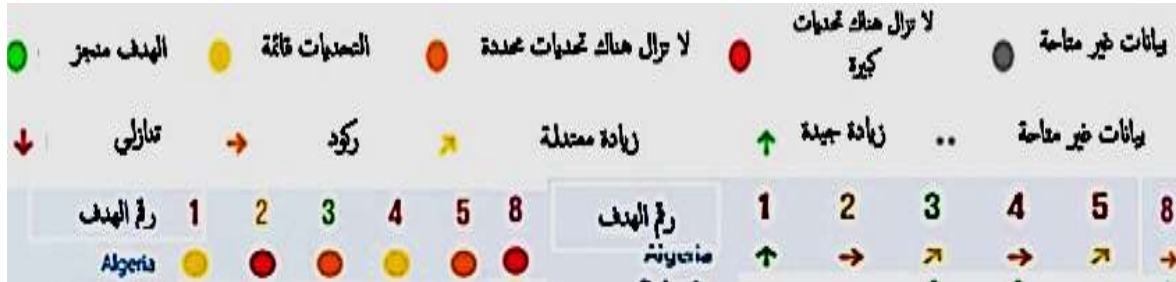 الهدف منجز التحديات قائمة لا تزال هناك تحديات محددة لا تزال هناك تحديات كبيرة بيانات غير متاحة
تنازلي ركود زيادة معتدلة زيادة جيدة .. بيانات غير متاحة
رقم الهدف 1 2 3 4 5 8 رقم الهدف 1 2 3 4 5 8
Algeria Algeria